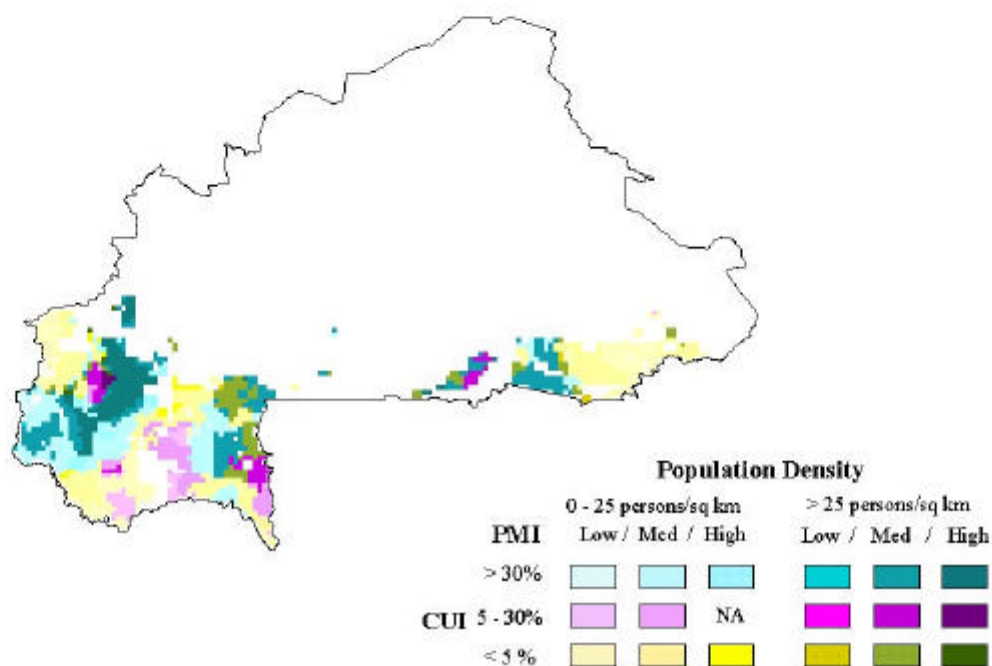 Population Density
0 - 25 persons/sq km > 25 persons/sq km
PMI Low / Med / High Low / Med / High
> 30%
CUI 5 - 30% NA
< 5 %